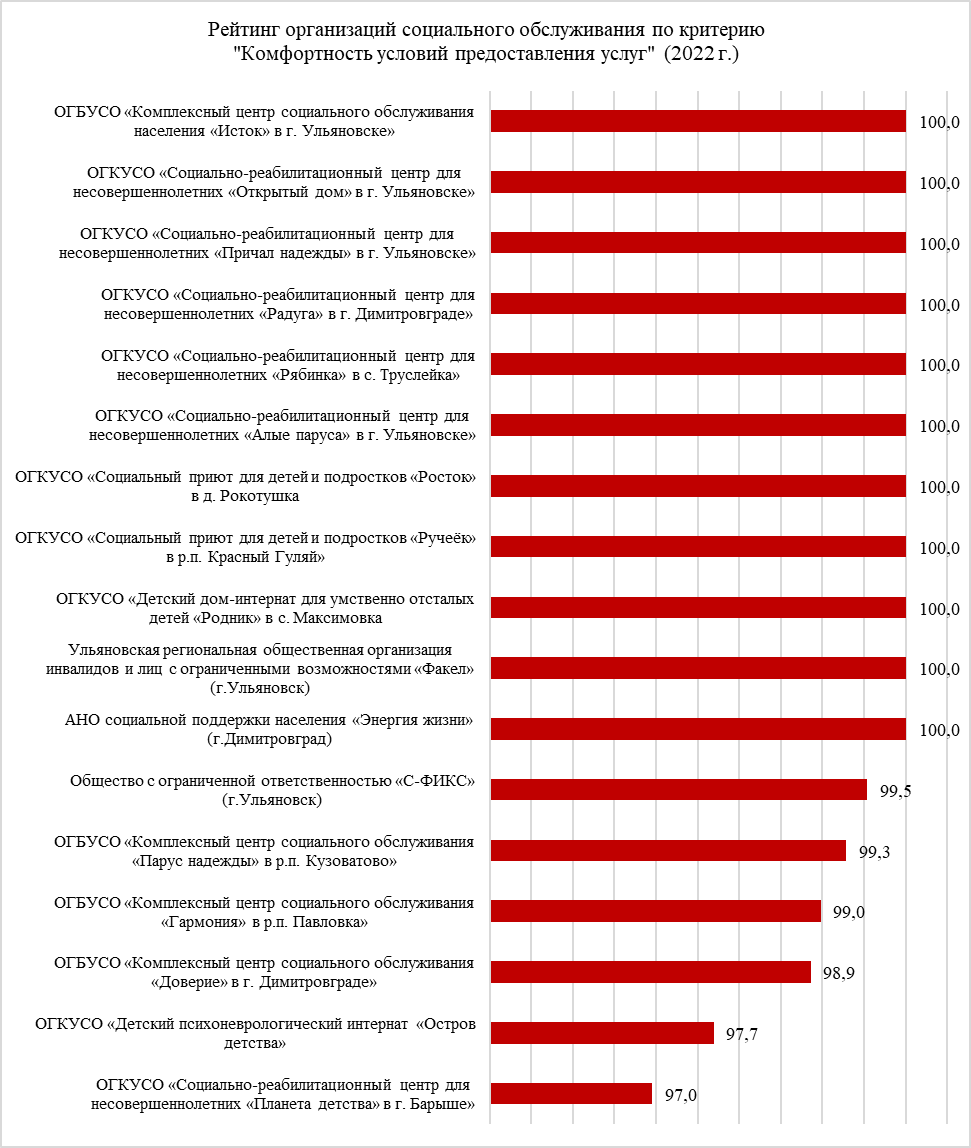 Рейтинг организаций социального обслуживания по критерию
"Комфортность условий предоставления услуг" (2022 г.)
ОГБУСО «Комплексный центр социального обслуживания
населения «Исток» в г. Ульяновске»
100,0
ОГКУСО «Социально-реабилитационный центр для
несовершеннолетних «Открытый дом» в г. Ульяновске»
100,0
ОГКУСО «Социально-реабилитационный центр для
несовершеннолетних «Причал надежды» в г. Ульяновске»
100,0
ОГКУСО «Социально-реабилитационный центр для
несовершеннолетних «Радуга» в г. Димитровграде»
100,0
ОГКУСО «Социально-реабилитационный центр для
несовершеннолетних «Рябинка» в с. Труслейка»
100,0
ОГКУСО «Социально-реабилитационный центр для
несовершеннолетних «Алые паруса» в г. Ульяновске»
100,0
ОГКУСО «Социальный приют для детей и подростков «Росток»
в д. Рокотушка
100,0
ОГКУСО «Социальный приют для детей и подростков «Ручеёк»
в р.п. Красный Гуляй»
100,0
ОГКУСО «Детский дом-интернат для умственно отсталых
детей «Родник» в с. Максимовка
100,0
Ульяновская региональная общественная организация
инвалидов и лиц с ограниченными возможностями «Факел»
(г.Ульяновск)
100,0
АНО социальной поддержки населения «Энергия жизни»
(г.Димитровград)
100,0
Общество с ограниченной ответственностью «С-ФИКС»
(г.Ульяновск)
99,5
ОГБУСО «Комплексный центр социального обслуживания
«Парус надежды» в р.п. Кузоватово»
99,3
ОГБУСО «Комплексный центр социального обслуживания
«Гармония» в р.п. Павловка»
99,0
ОГБУСО «Комплексный центр социального обслуживания
«Доверие» в г. Димитровграде»
98,9
ОГКУСО «Детский психоневрологический интернат «Остров
детства»
97,7
ОГКУСО «Социально-реабилитационный центр для
несовершеннолетних «Планета детства» в г. Барыше»
97,0